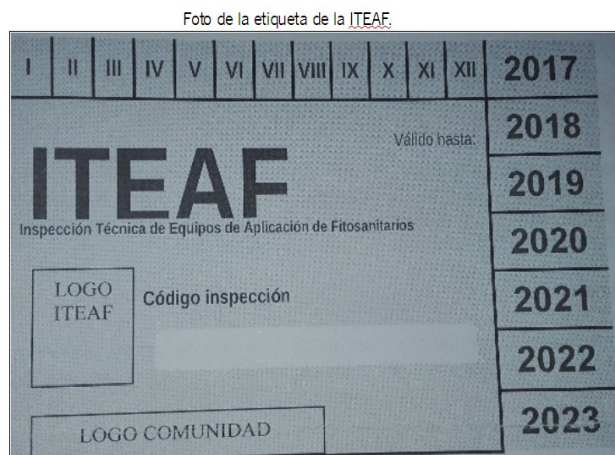 Foto de la etiqueta de la ITEAF.
I II III IV V VI VII VIII IX X XI XII 2017
Válido hasta: 2018
ITEAF 2019
Inspección Técnica de Equipos de Aplicación de Fitosanitarios
2020
LOGO
ITEAF
Código inspección
2021
2022
LOGO COMUNIDAD
2023